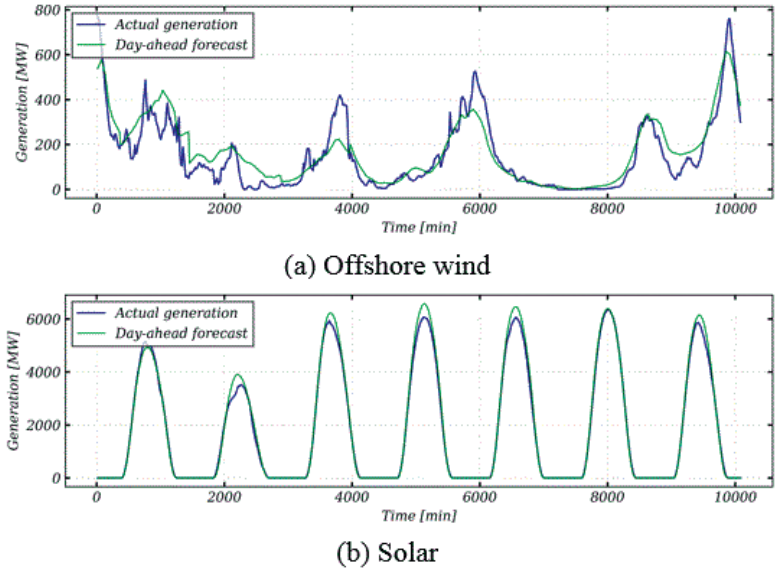 800
600
400
200
0
Generation [MW]
Actual generation
Day-ahead forecast
0 2000 4000 6000 8000 10000
Time [min]
(a) Offshore wind
6000
4000
2000
0
Generation [MW]
Actual generation
Day-ahead forecast
0 2000 4000 6000 8000 10000
Time [min]
(b) Solar